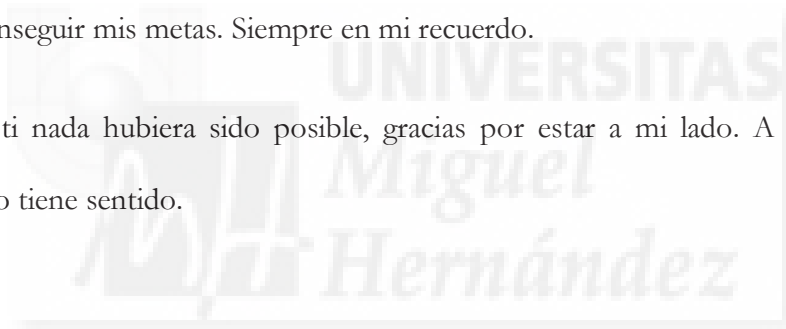 nseguir mis metas. Siempre en mi recuerdo.
UNIVERSITAS
ti nada hubiera sido posible, gracias por estar a mi lado. A
Miguel
o tiene sentido.
Hernández